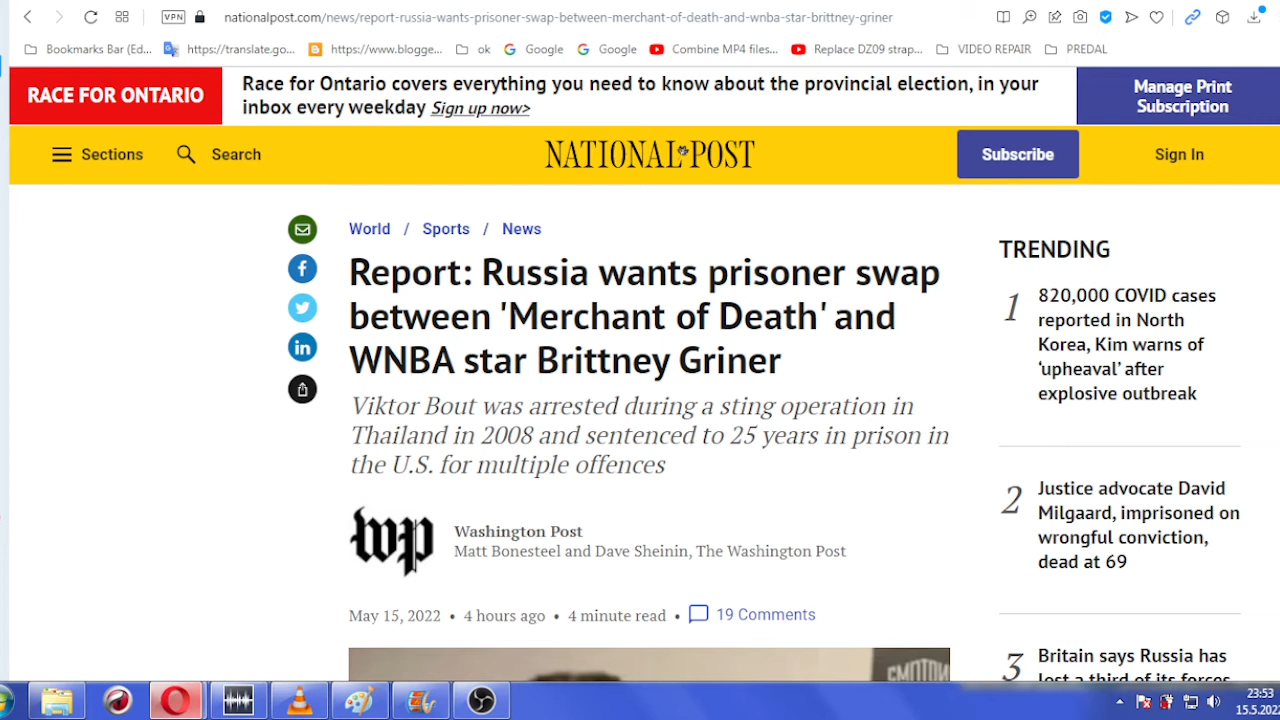 VPN
nationalpost.com/news/report-russia-wants-prisoner-swap-between-merchant-of-death-and-wnba-star-brittney-griner
Bookmarks Bar (Ed...
https://translate.go...
https://www.blogge...
ok
Google
Google
Combine MP4 files...
Replace DZ09 strap...
VIDEO REPAIR
PREDAL
RACE FOR ONTARIO
Race for Ontario covers everything you need to know about the provincial election, in your
inbox every weekday Sign up now>
Manage Print
Subscription
Sections
Search
NATIONAL POST
Subscribe
Sign In
World / Sports / News
Report: Russia wants prisoner swap
between 'Merchant of Death' and
WNBA star Brittney Griner
Viktor Bout was arrested during a sting operation in
Thailand in 2008 and sentenced to 25 years in prison in
the U.S. for multiple offences
wp
Washington Post
Matt Bonesteel and Dave Sheinin, The Washington Post
May 15, 2022 • 4 hours ago • 4 minute read •
19 Comments
TRENDING
1
820,000 COVID cases
reported in North
Korea, Kim warns of
‘upheaval’ after
explosive outbreak
2
Justice advocate David
Milgaard, imprisoned on
wrongful conviction,
dead at 69
3
Britain says Russia has
lost a third of its forces
23:53
15.5.2022